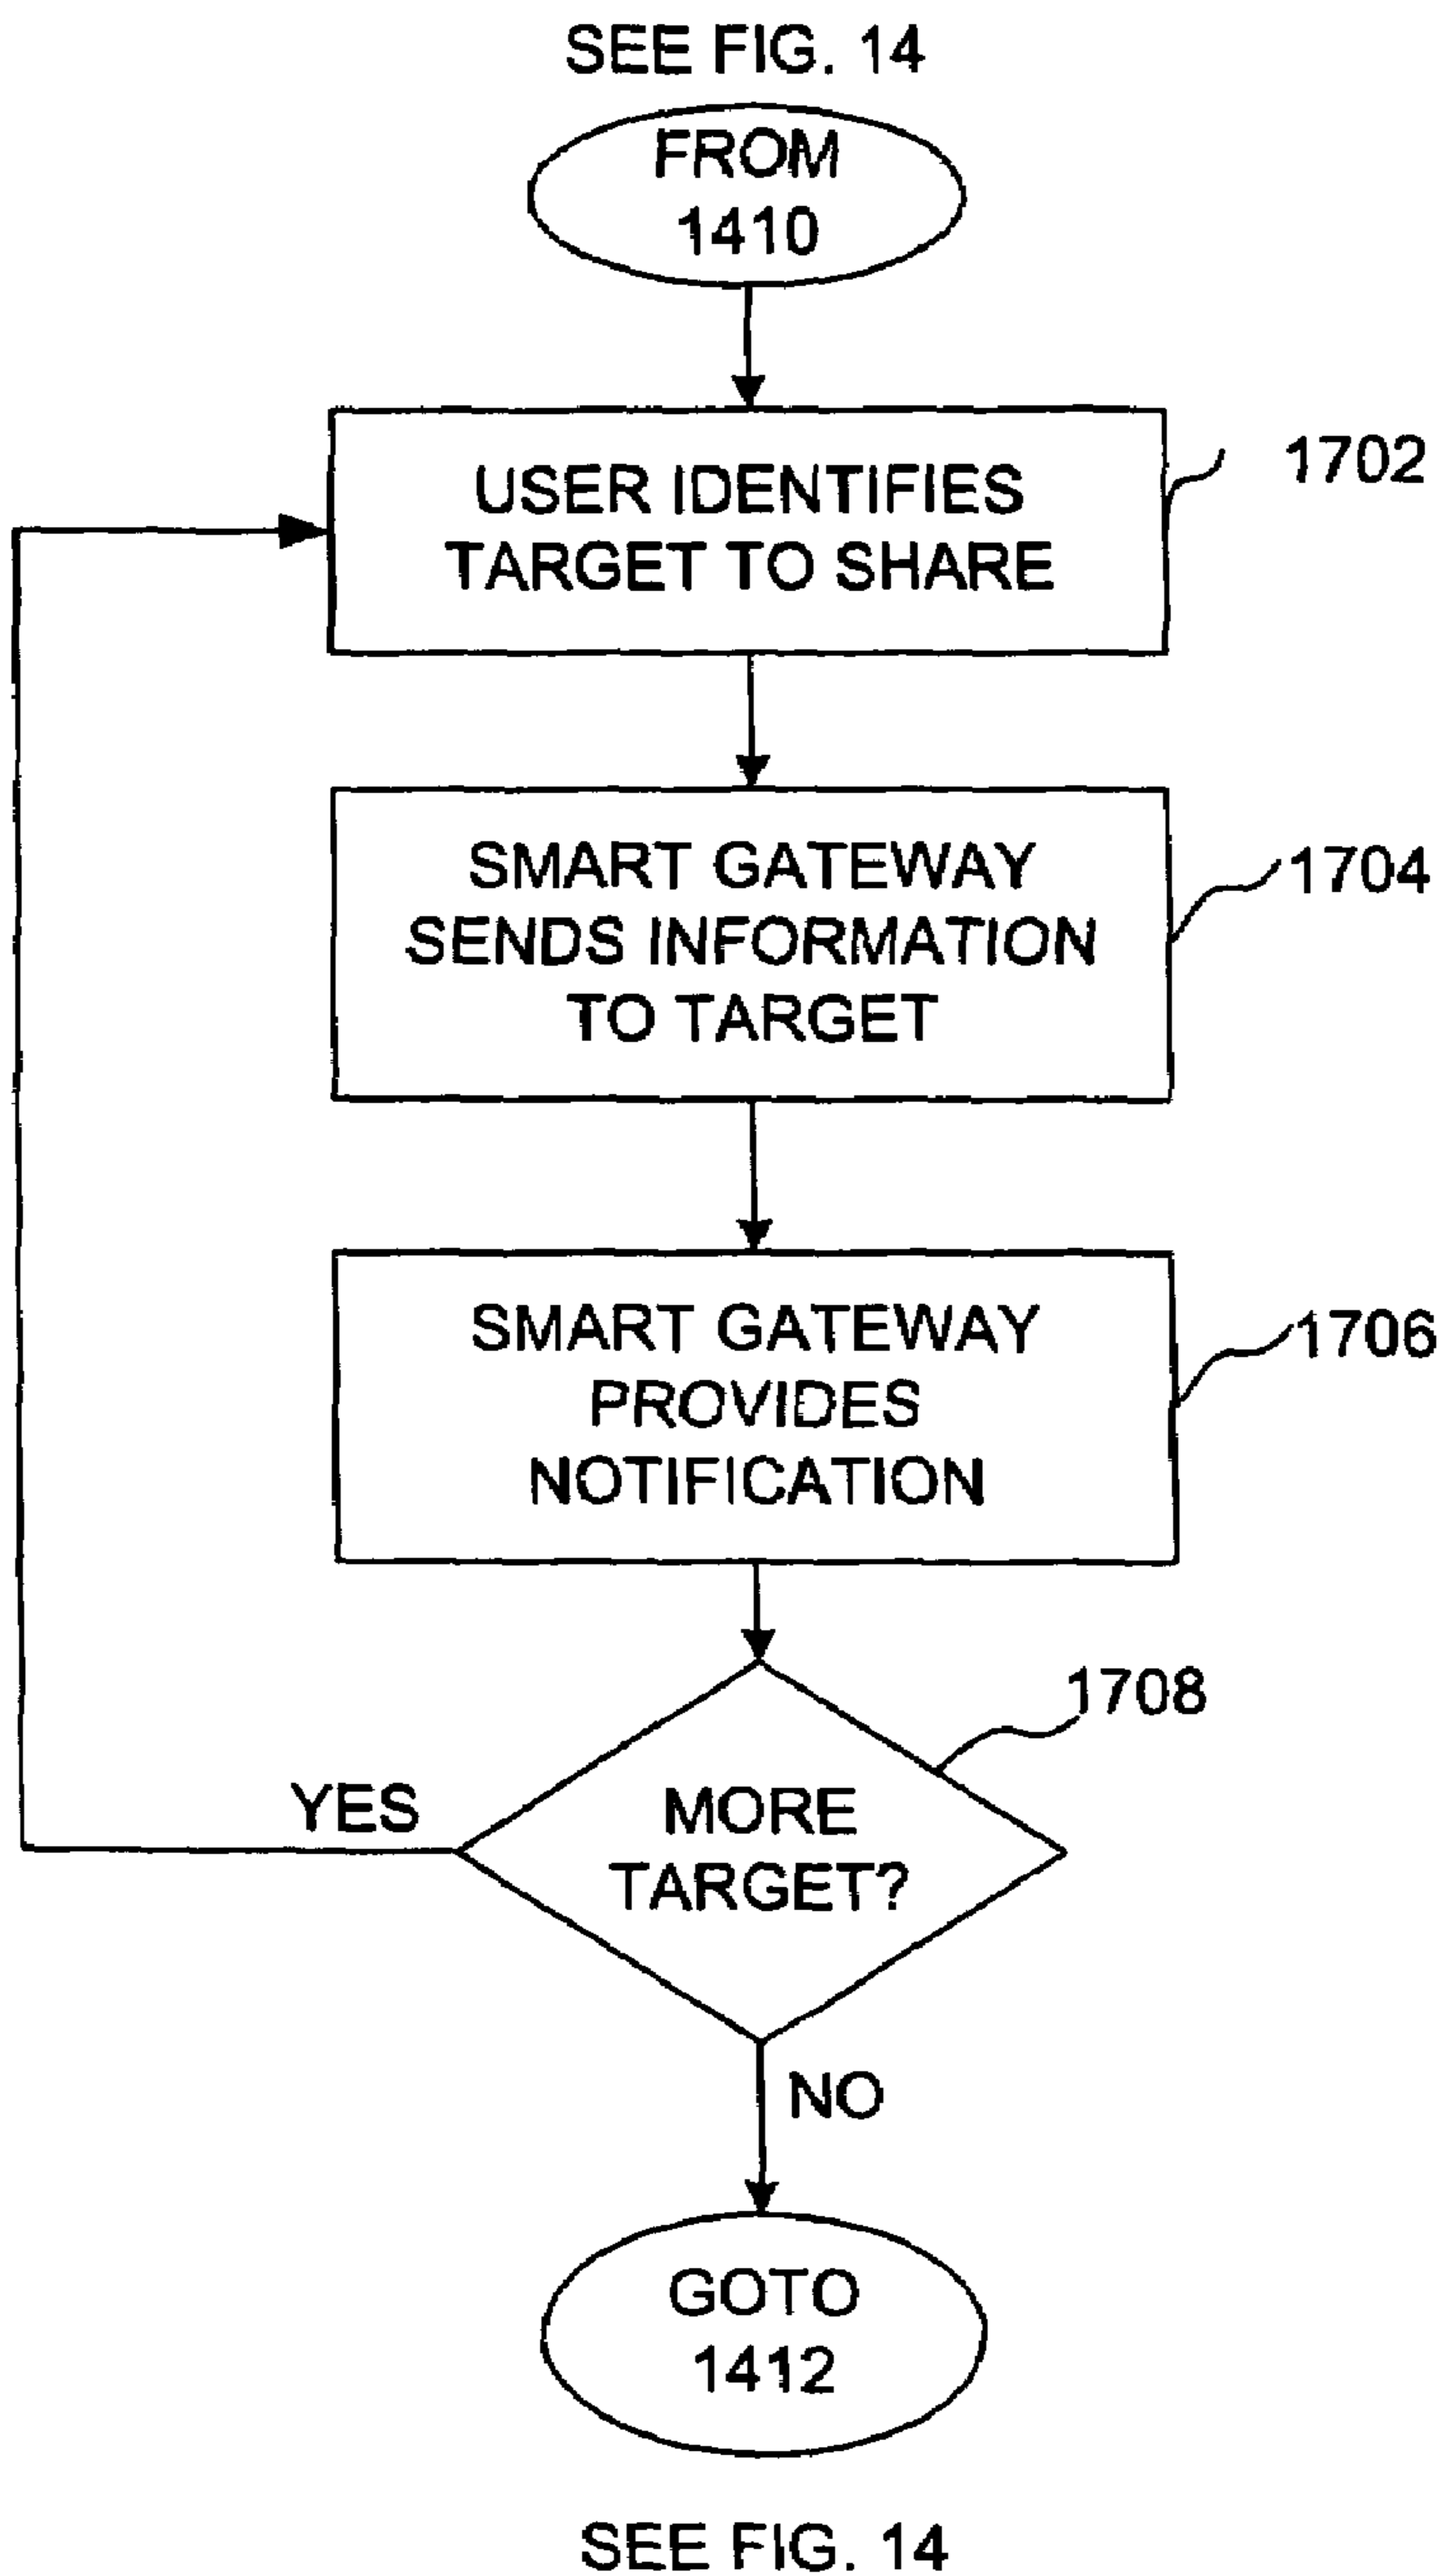 SEE FIG. 14
FROM
1410
USER IDENTIFIES
TARGET TO SHARE
1702
SMART GATEWAY
SENDS INFORMATION
TO TARGET
1704
SMART GATEWAY
PROVIDES
NOTIFICATION
1706
1708
MORE
TARGET?
YES
NO
GOTO
1412
SEE FIG. 14